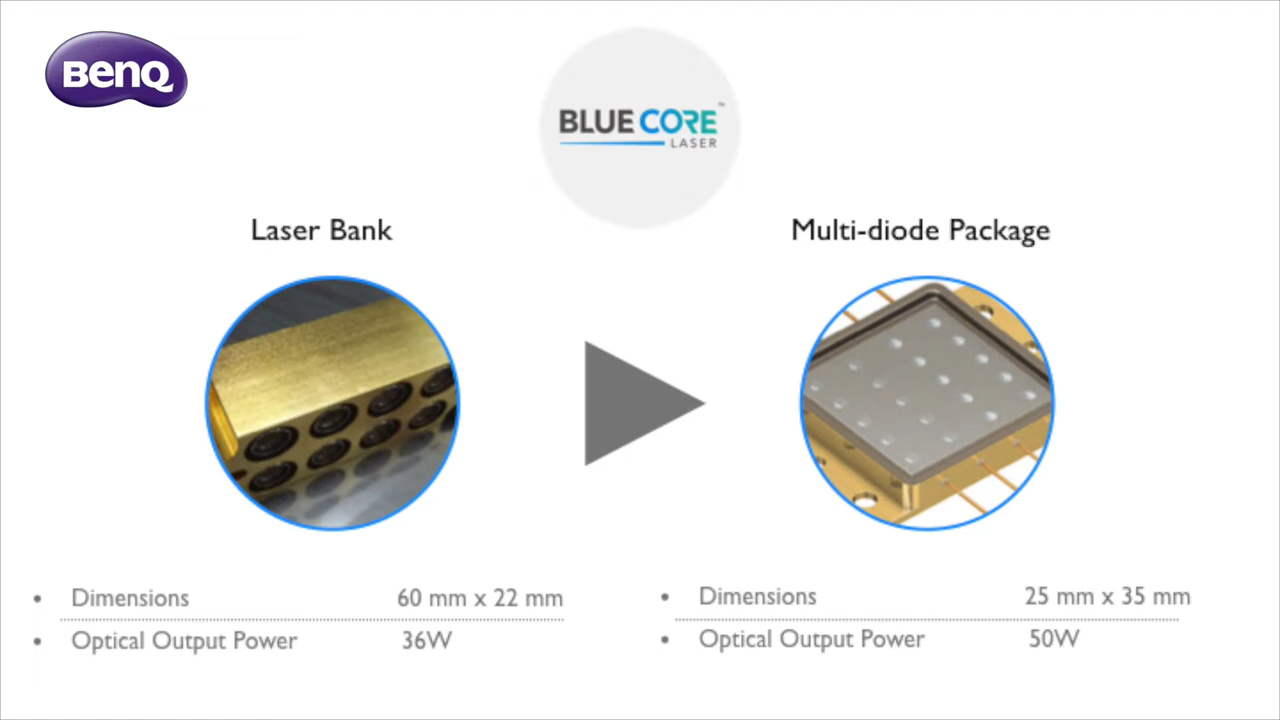 BenQ
BLUE CORE™
LASER
Laser Bank
Multi-diode Package
• Dimensions 60 mm x 22 mm
• Optical Output Power 36W
• Dimensions 25 mm x 35 mm
• Optical Output Power 50W